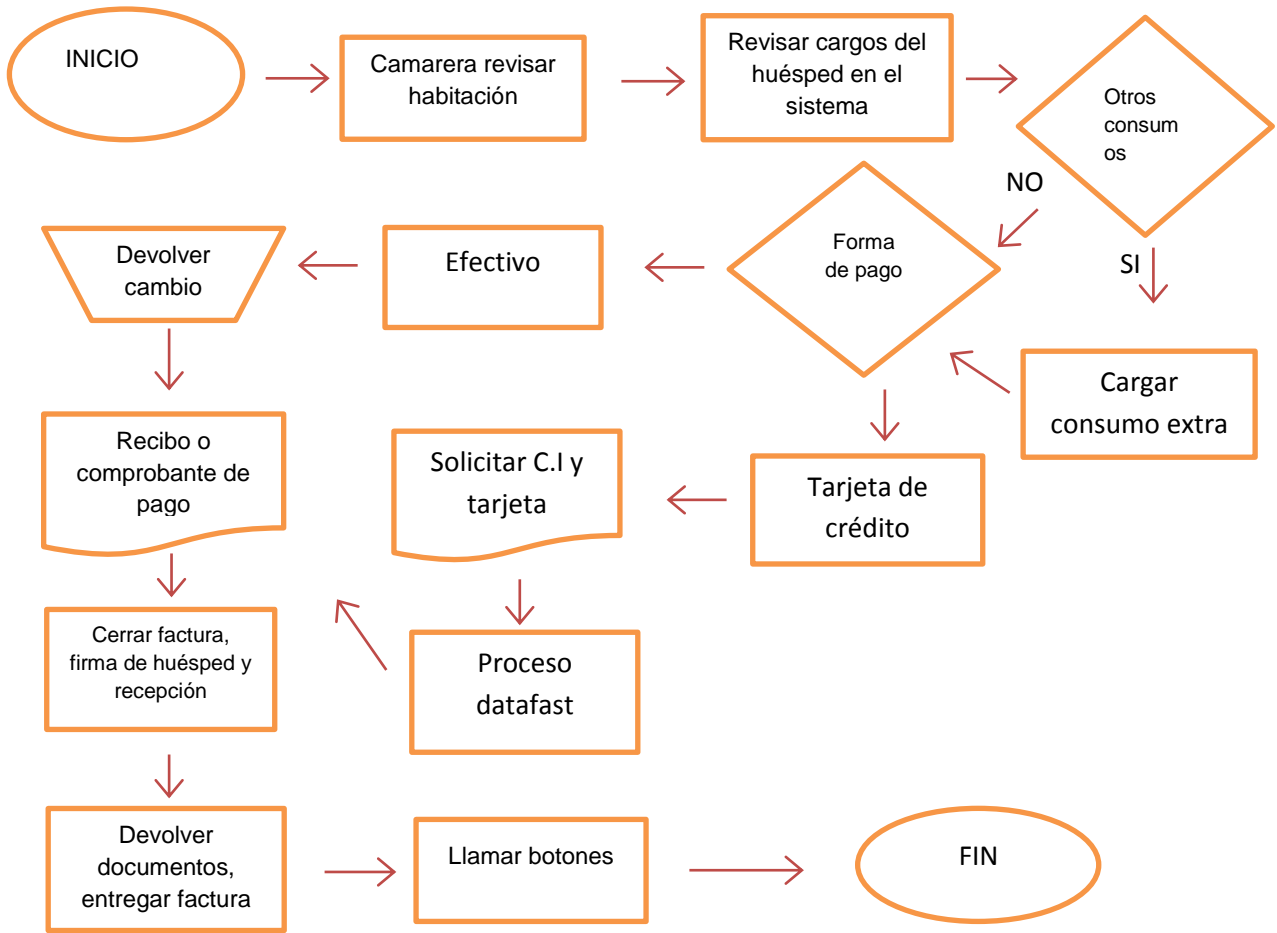 INICIO
Camarera revisar
habitación
Revisar cargos del
huésped en el
sistema
Otros
consum
os
NO
SI
Forma
de pago
Efectivo
Devolver
cambio
Cargar
consumo extra
Tarjeta de
crédito
Solicitar C.I y
tarjeta
Recibo o
comprobante de
pago
Proceso
datafast
Cerrar factura,
firma de huésped y
recepción
Devolver
documentos,
entregar factura
Llamar botones
FIN